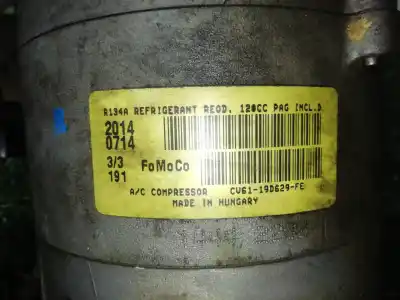 R134A REFRIGERANT REQD. 120CC PAG INCL.D
2014
0714
3/3 FoMoCo
191
A/C COMPRESSOR CV61-19D629-FE
MADE IN HUNGARY